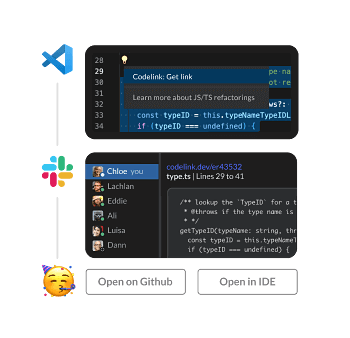 28
29 pe na
30 ot re
Codelink: Get link
31
Learn more about JS/TS refactorings
32 ws?:
33 const typeID = this.typeNameTypeIDL
34 if (typeID === undefined) {
Chloe you
Lachlan
Eddie
Ali
Luisa
Dann
codelink.dev/er43532
type.ts | Lines 29 to 41
/** lookup the `TypeID` for a t
* @throws if the type name is
* */
getTypeID(typeName: string, thr
const typeID = this.typeNameT
if (typeID === undefined) {
Open on Github
Open in IDE